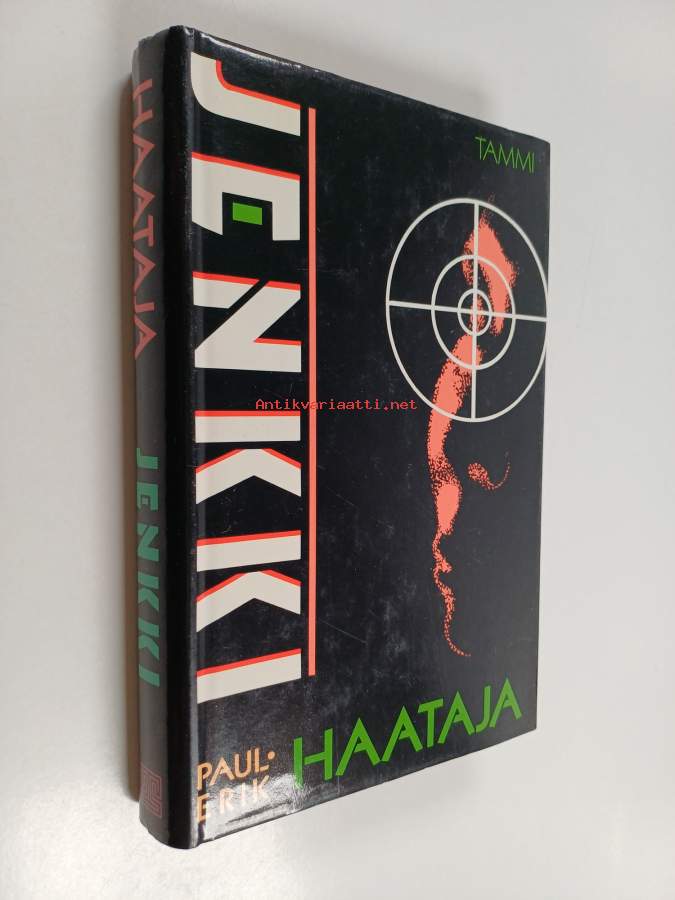 HAATAJA
JENKKI
JENKKI
TAMMI
Antikvariaatti.net
PAUL-
ERIK
HAATAJA